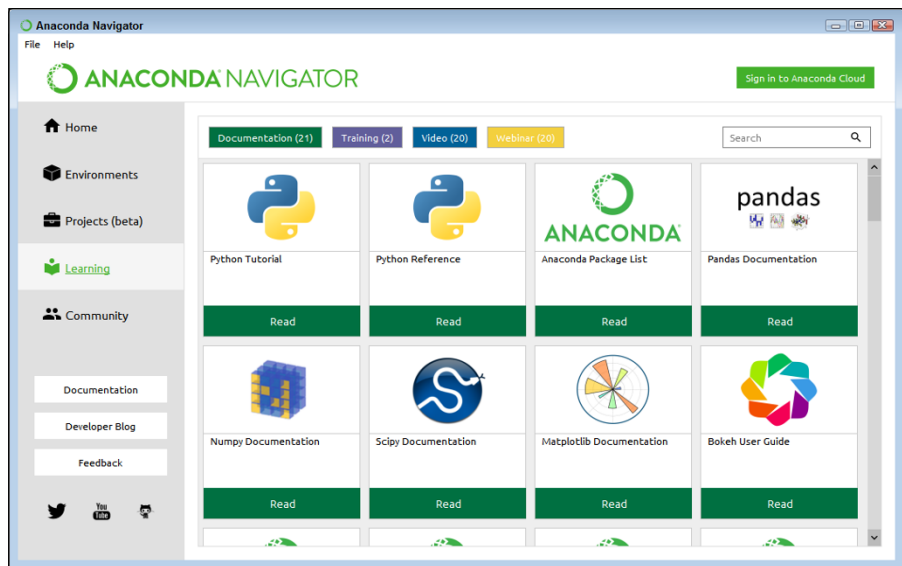 Anaconda Navigator
File Help
ANACONDA NAVIGATOR
Sign in to Anaconda Cloud
Home
Environments
Projects (beta)
Learning
Community
Documentation
Developer Blog
Feedback
You
Tube
Documentation (21) Training (2) Video (20) Webinar (20) Search
ANACONDA
pandas
Python Tutorial Python Reference Anaconda Package List Pandas Documentation
Read Read Read Read
Numpy Documentation Scipy Documentation Matplotlib Documentation Bokeh User Guide
Read Read Read Read